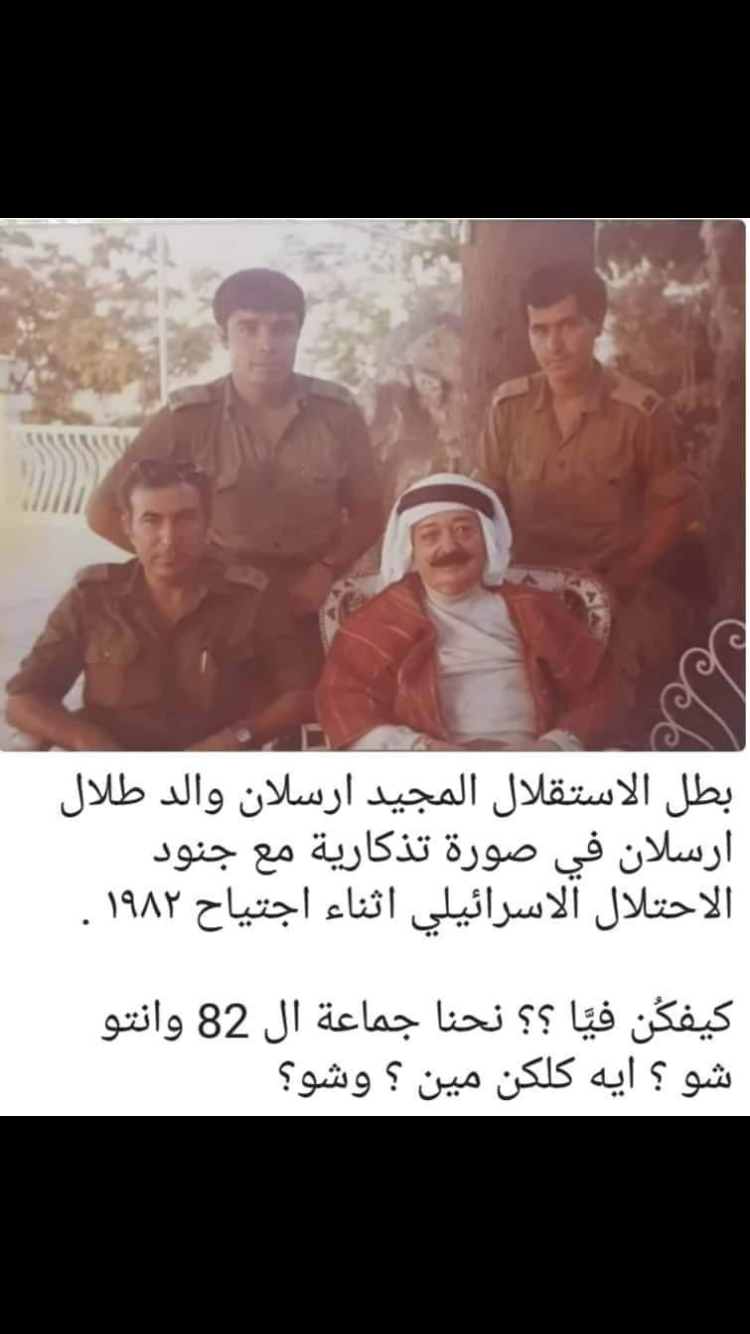 بطل الاستقلال المجيد ارسلان والد طلال
ارسلان في صورة تذكارية مع جنود
الاحتلال الاسرائيلي اثناء اجتياح ١٩٨٢ .
كيفكُن فيَّا ؟؟ نحنا جماعة ال 82 وانتو
شو ؟ ايه كلكن مين ؟ وشو؟